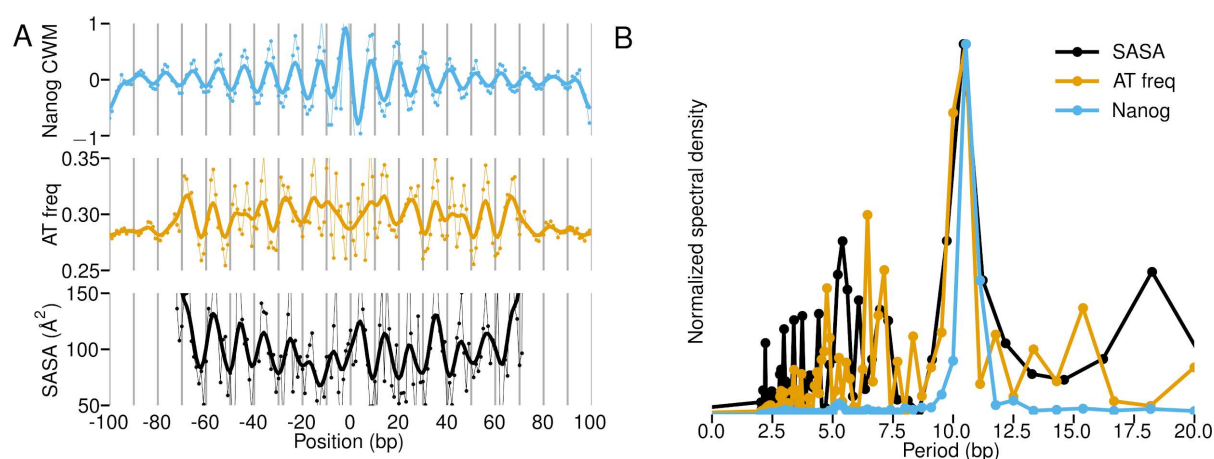 A
Nanog CWM
1
0
−1
AT freq
0.35
0.30
0.25
SASA (Å2)
150
100
50
-100 -80 -60 -40 -20 0 20 40 60 80 100
Position (bp)
B
Normalized spectral density
SASA
AT freq
Nanog
0.0 2.5 5.0 7.5 10.0 12.5 15.0 17.5 20.0
Period (bp)